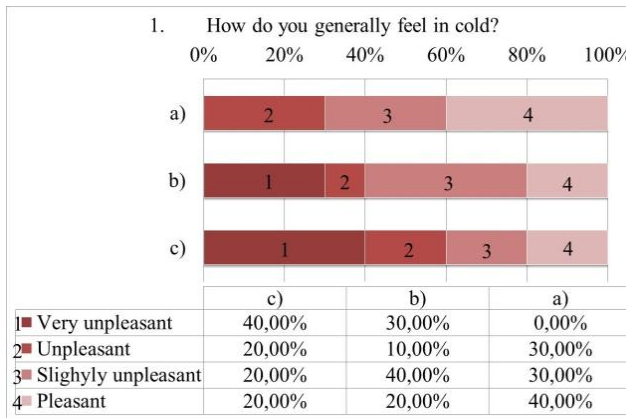 1. How do you generally feel in cold?
0% 20% 40% 60% 80% 100%
a) 2 3 4
b) 1 2 3 4
c) 1 2 3 4
c) b) a)
1 Very unpleasant 40,00% 30,00% 0,00%
2 Unpleasant 20,00% 10,00% 30,00%
3 Slighyly unpleasant 20,00% 40,00% 30,00%
4 Pleasant 20,00% 20,00% 40,00%